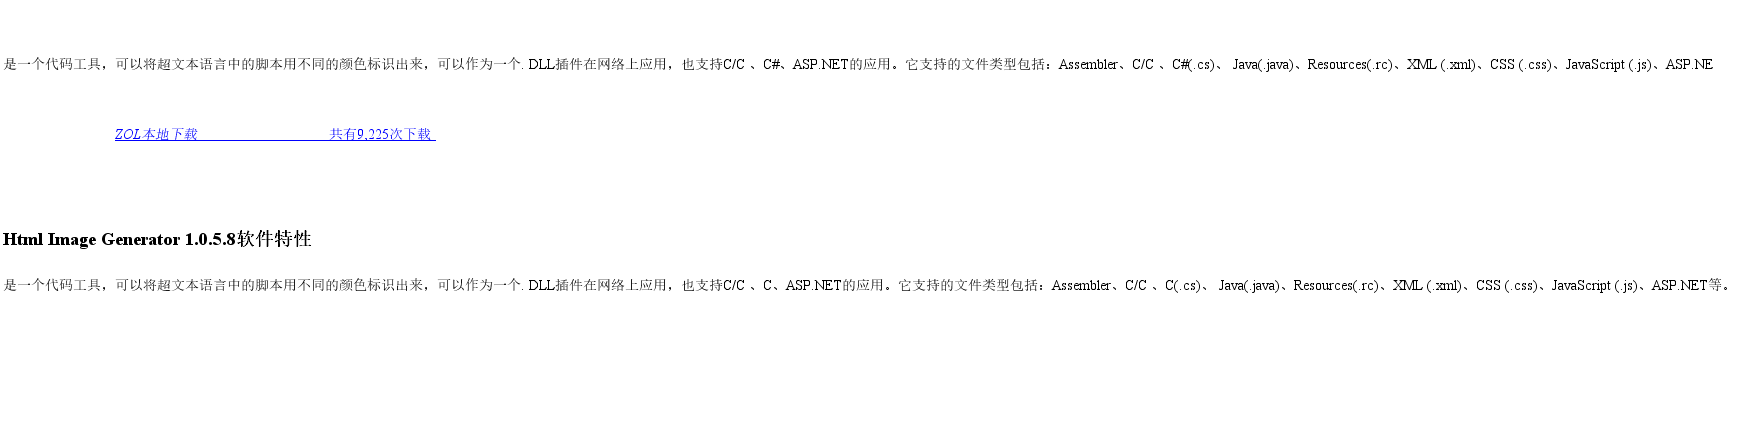 是一个代码工具，可以将超文本语言中的脚本用不同的颜色标识出来，可以作为一个. DLL插件在网络上应用，也支持C/C 、C#、ASP.NET的应用。它支持的文件类型包括：Assembler、C/C 、C#(.cs)、 Java(.java)、Resources(.rc)、XML (.xml)、CSS (.css)、JavaScript (.js)、ASP.NE
ZOL本地下载 共有9,225次下载
Html Image Generator 1.0.5.8软件特性
是一个代码工具，可以将超文本语言中的脚本用不同的颜色标识出来，可以作为一个. DLL插件在网络上应用，也支持C/C 、C、ASP.NET的应用。它支持的文件类型包括：Assembler、C/C 、C(.cs)、 Java(.java)、Resources(.rc)、XML (.xml)、CSS (.css)、JavaScript (.js)、ASP.NET等。